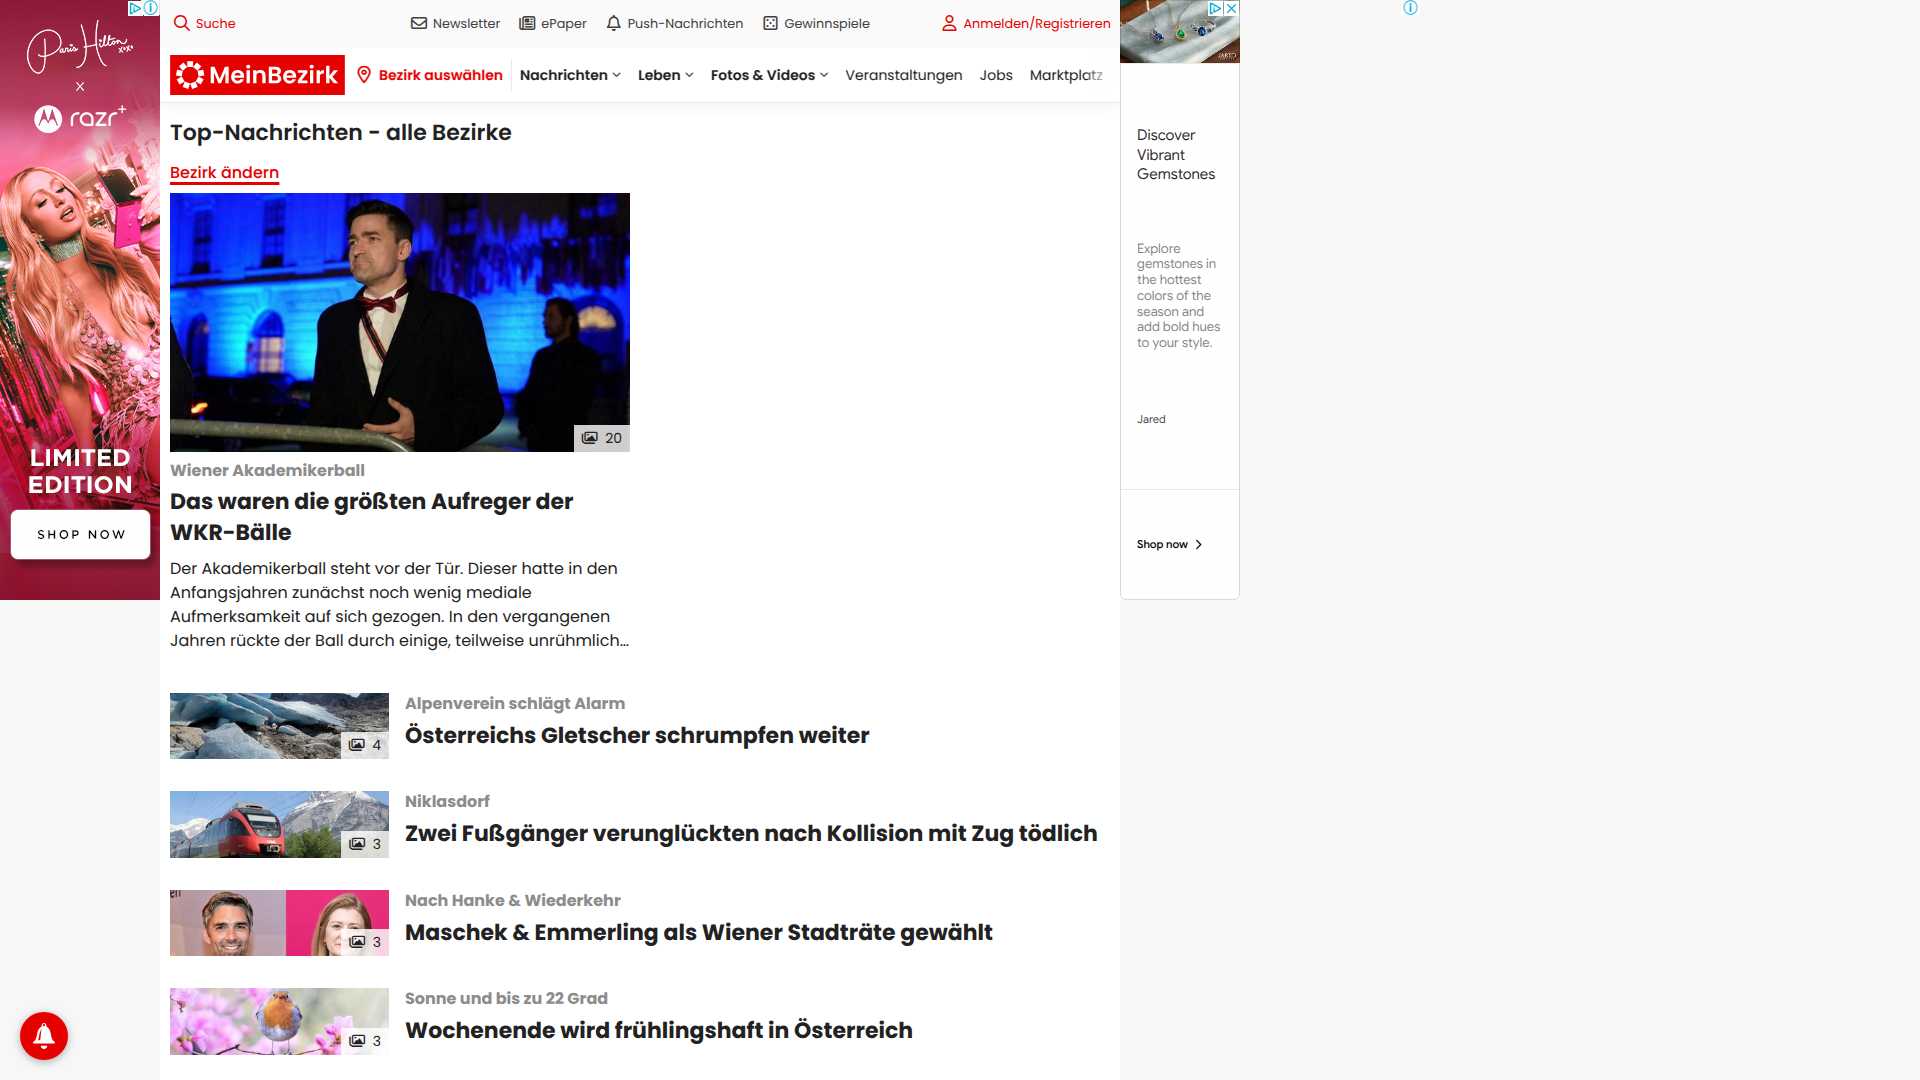 Paris Hilton
xoxo
x
razr+
LIMITED
EDITION
SHOP NOW
Suche
Newsletter
ePaper
Push-Nachrichten
Gewinnspiele
Anmelden/Registrieren
MeinBezirk
Bezirk auswählen
Nachrichten
Leben
Fotos & Videos
Veranstaltungen
Jobs
Marktplatz
Top-Nachrichten - alle Bezirke
Bezirk ändern
20
Wiener Akademikerball
Das waren die größten Aufreger der
WKR-Bälle
Der Akademikerball steht vor der Tür. Dieser hatte in den
Anfangsjahren zunächst noch wenig mediale
Aufmerksamkeit auf sich gezogen. In den vergangenen
Jahren rückte der Ball durch einige, teilweise unrühmlich…
4
Alpenverein schlägt Alarm
Österreichs Gletscher schrumpfen weiter
3
Niklasdorf
Zwei Fußgänger verunglückten nach Kollision mit Zug tödlich
3
Nach Hanke & Wiederkehr
Maschek & Emmerling als Wiener Stadträte gewählt
3
Sonne und bis zu 22 Grad
Wochenende wird frühlingshaft in Österreich
JARED
Discover
Vibrant
Gemstones
Explore
gemstones in
the hottest
colors of the
season and
add bold hues
to your style.
Jared
Shop now